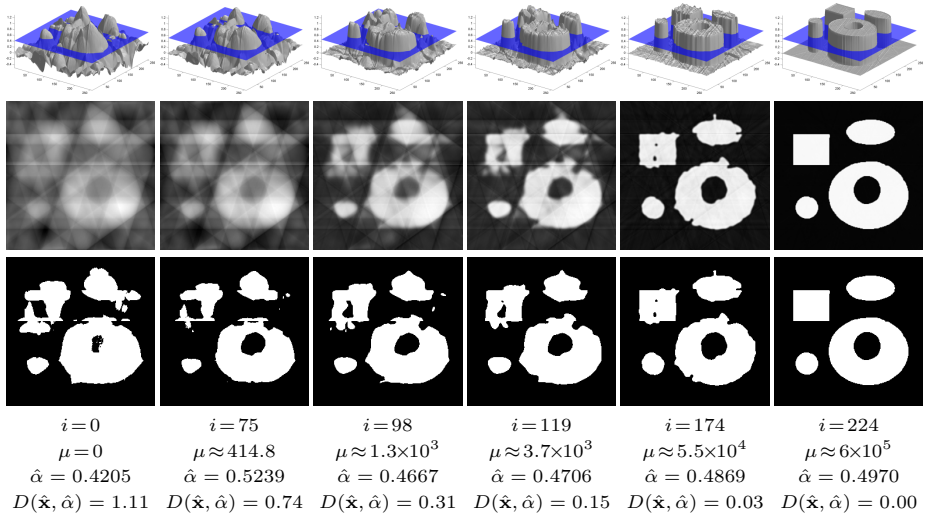 i=0 i=75 i=98 i=119 i=174 i=224
μ=0 μ≈414.8 μ≈1.3×10³ μ≈3.7×10³ μ≈5.5×10⁴ μ≈6×10⁵
α̂ = 0.4205 α̂ = 0.5239 α̂ = 0.4667 α̂ = 0.4706 α̂ = 0.4869 α̂ = 0.4970
D(x̂, α̂) = 1.11 D(x̂, α̂) = 0.74 D(x̂, α̂) = 0.31 D(x̂, α̂) = 0.15 D(x̂, α̂) = 0.03 D(x̂, α̂) = 0.00